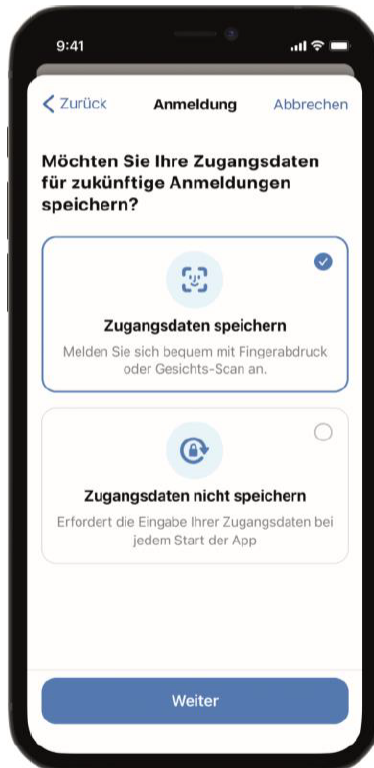 9:41
Zurück Anmeldung Abbrechen
Möchten Sie Ihre Zugangsdaten
für zukünftige Anmeldungen
speichern?
Zugangsdaten speichern
Melden Sie sich bequem mit Fingerabdruck
oder Gesichts-Scan an.
Zugangsdaten nicht speichern
Erfordert die Eingabe Ihrer Zugangsdaten bei
jedem Start der App
Weiter